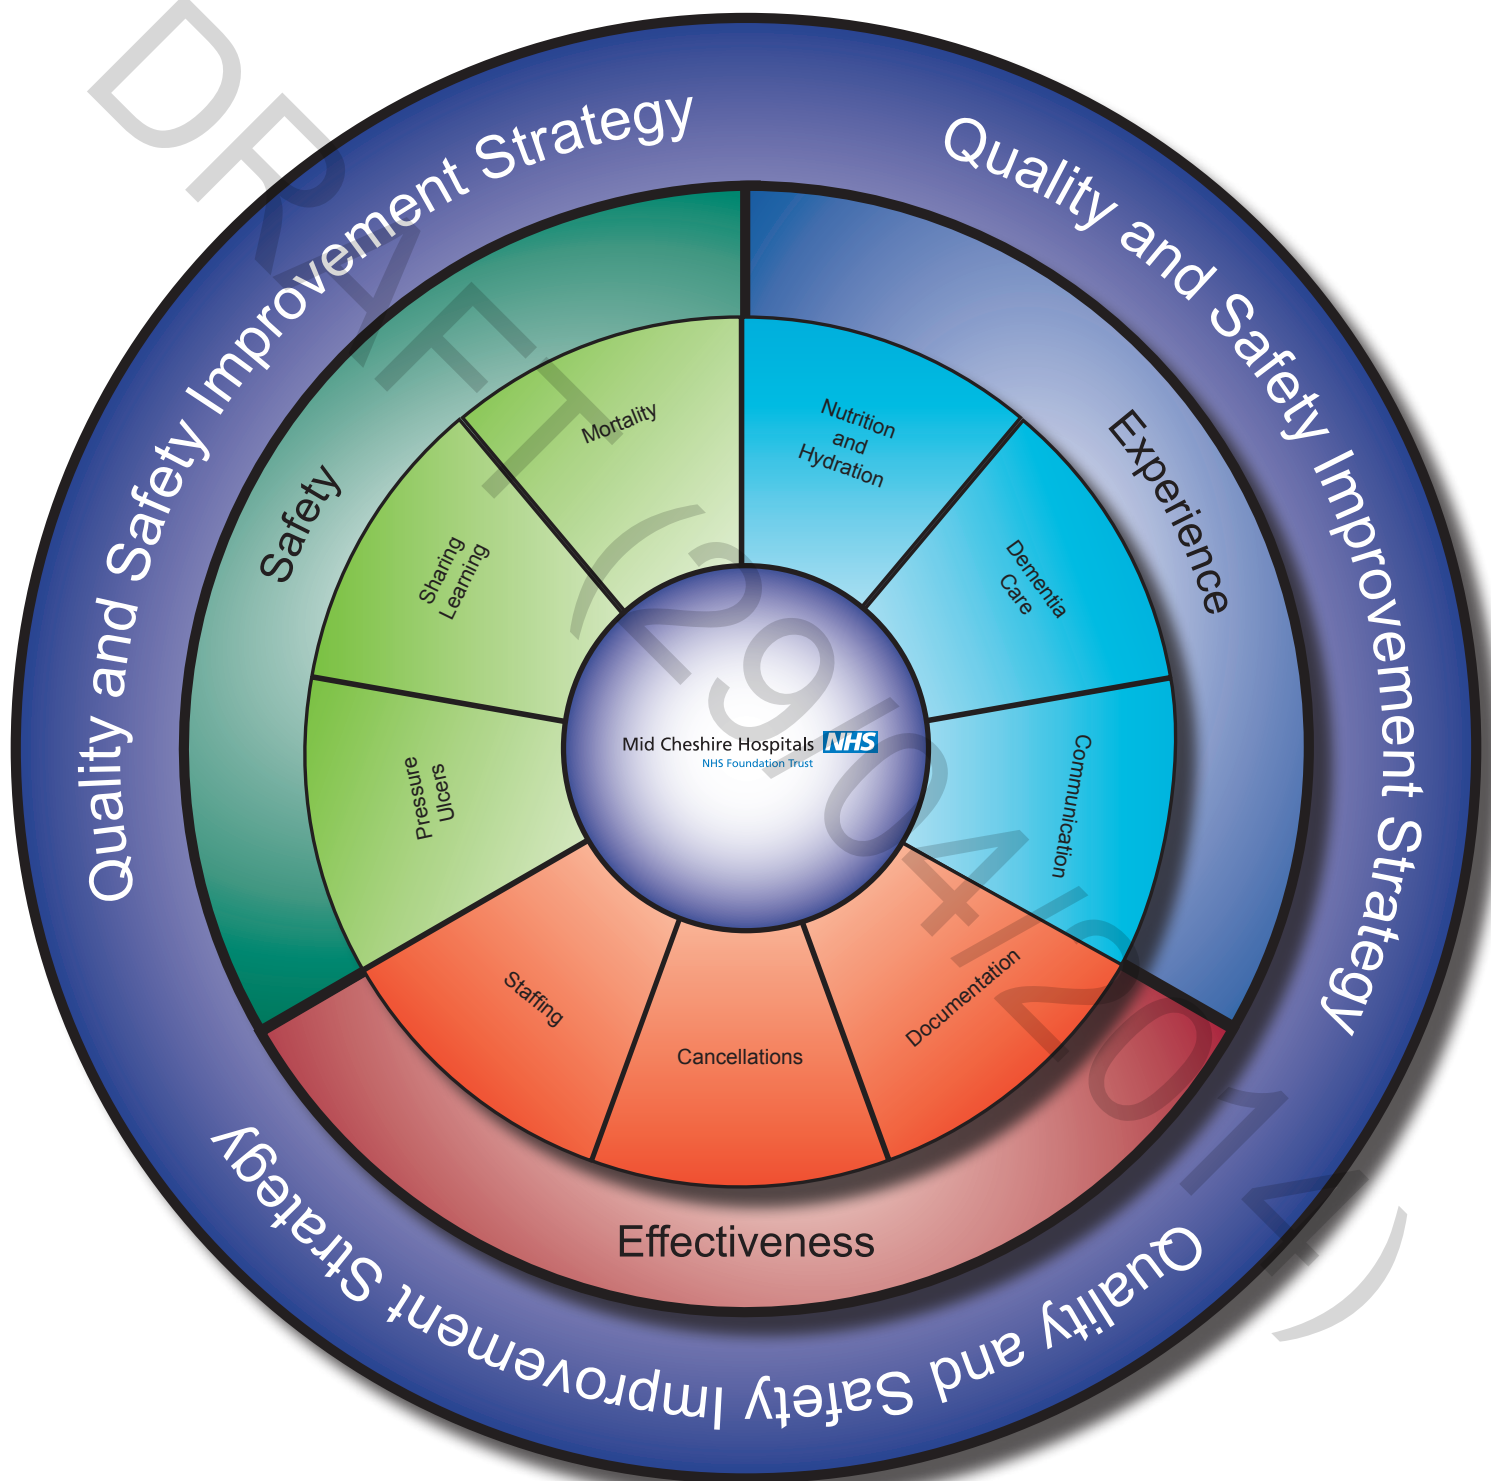 Quality and Safety Improvement Strategy
Quality and Safety Improvement Strategy
Quality and Safety Improvement Strategy
Safety
Experience
Effectiveness
Mortality
Sharing
Learning
Pressure
Ulcers
Nutrition
and
Hydration
Dementia
Care
Communication
Documentation
Cancellations
Staffing
Mid Cheshire Hospitals NHS
NHS Foundation Trust
DRAFT (29/04/2014)